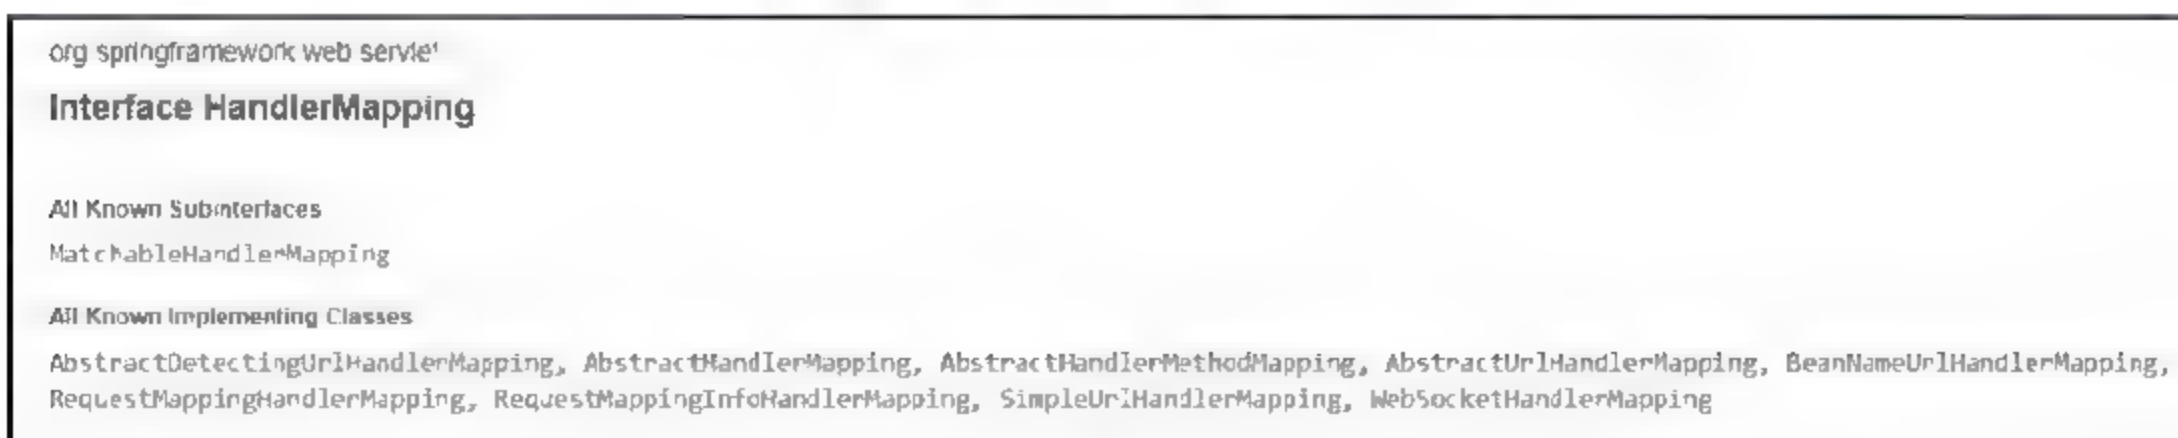 org springframework web servlet
Interface HandlerMapping
All Known Subinterfaces
MatchableHandlerMapping
All Known Implementing Classes
AbstractDetectingUrlHandlerMapping, AbstractHandlerMapping, AbstractHandlerMethodMapping, AbstractUrlHandlerMapping, BeanNameUrlHandlerMapping,
RequestMappingHandlerMapping, RequestMappingInfoHandlerMapping, SimpleUrlHandlerMapping, WebSocketHandlerMapping